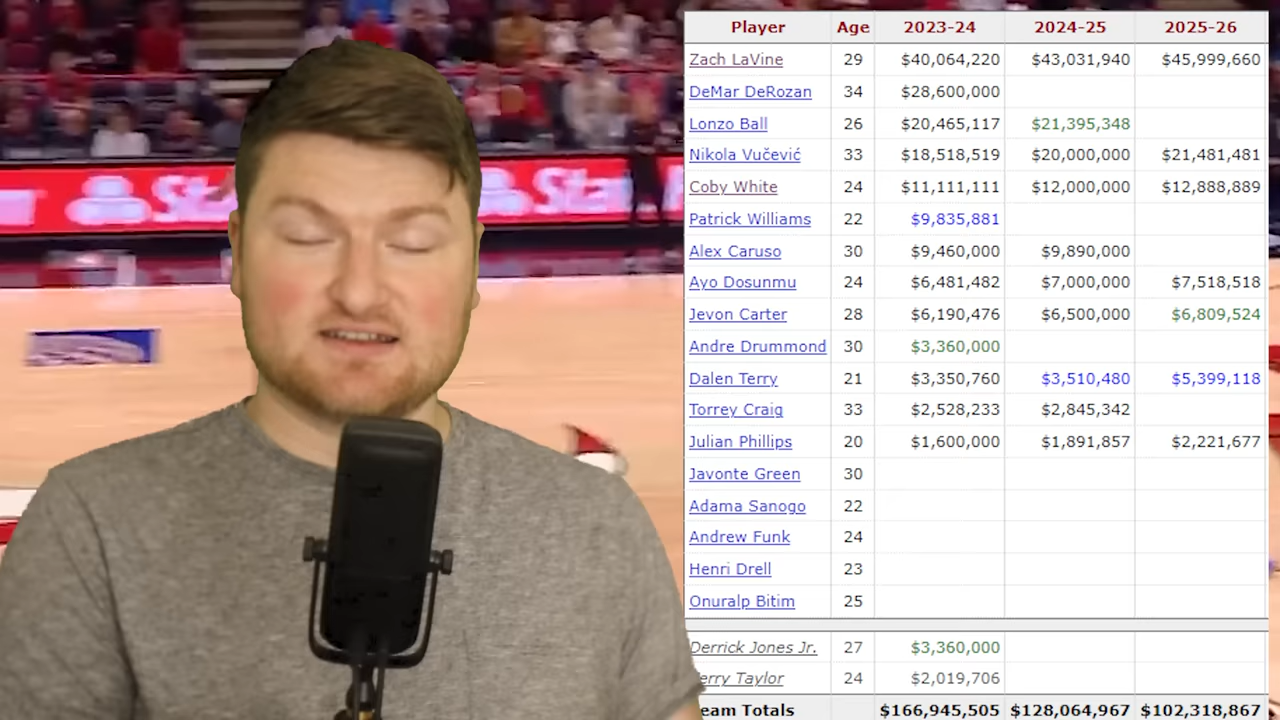 Player Age 2023-24 2024-25 2025-26
Zach LaVine 29 $40,064,220 $43,031,940 $45,999,660
DeMar DeRozan 34 $28,600,000
Lonzo Ball 26 $20,465,117 $21,395,348
Nikola Vučević 33 $18,518,519 $20,000,000 $21,481,481
Coby White 24 $11,111,111 $12,000,000 $12,888,889
Patrick Williams 22 $9,835,881
Alex Caruso 30 $9,460,000 $9,890,000
Ayo Dosunmu 24 $6,481,482 $7,000,000 $7,518,518
Jevon Carter 28 $6,190,476 $6,500,000 $6,809,524
Andre Drummond 30 $3,360,000
Dalen Terry 21 $3,350,760 $3,510,480 $5,399,118
Torrey Craig 33 $2,528,233 $2,845,342
Julian Phillips 20 $1,600,000 $1,891,857 $2,221,677
Javonte Green 30
Adama Sanogo 22
Andrew Funk 24
Henri Drell 23
Onuralp Bitim 25
Derrick Jones Jr. 27 $3,360,000
erry Taylor 24 $2,019,706
eam Totals $166,945,505 $128,064,967 $102,318,867